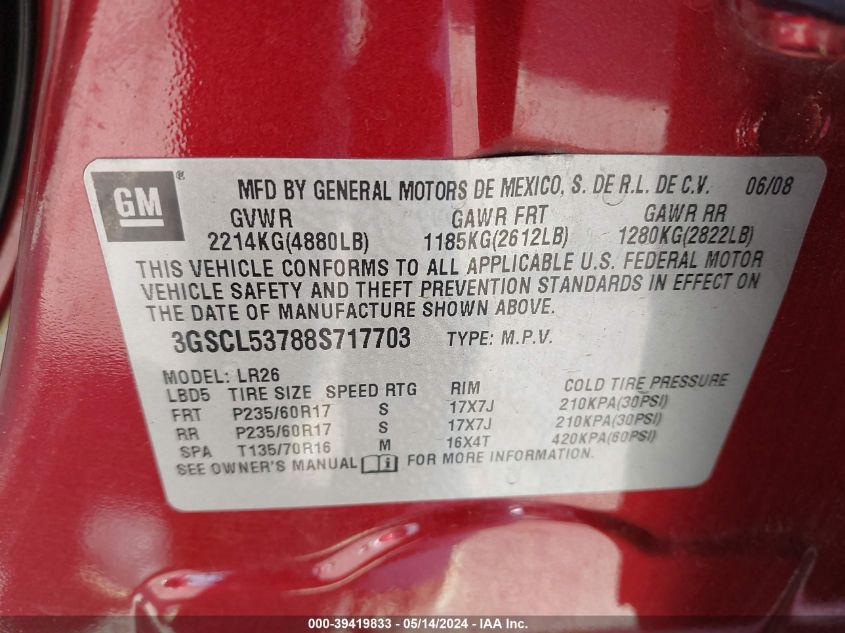 GM ® MFD BY GENERAL MOTORS DE MEXICO, S. DE R.L. DE C.V. 06/08
GVWR GAWR FRT GAWR RR
2214KG(4880LB) 1185KG(2612LB) 1280KG(2822LB)
THIS VEHICLE CONFORMS TO ALL APPLICABLE U.S. FEDERAL MOTOR
VEHICLE SAFETY AND THEFT PREVENTION STANDARDS IN EFFECT ON
THE DATE OF MANUFACTURE SHOWN ABOVE.
3GSCL53788S717703 TYPE: M.P.V.
MODEL: LR26
LBD5 TIRE SIZE SPEED RTG RIM COLD TIRE PRESSURE
FRT P235/60R17 S 17X7J 210KPA(30PSI)
RR P235/60R17 S 17X7J 210KPA(30PSI)
SPA T135/70R16 M 16X4T 420KPA(60PSI)
SEE OWNER'S MANUAL i FOR MORE INFORMATION.
000-39419833 - 05/14/2024 - IAA Inc.